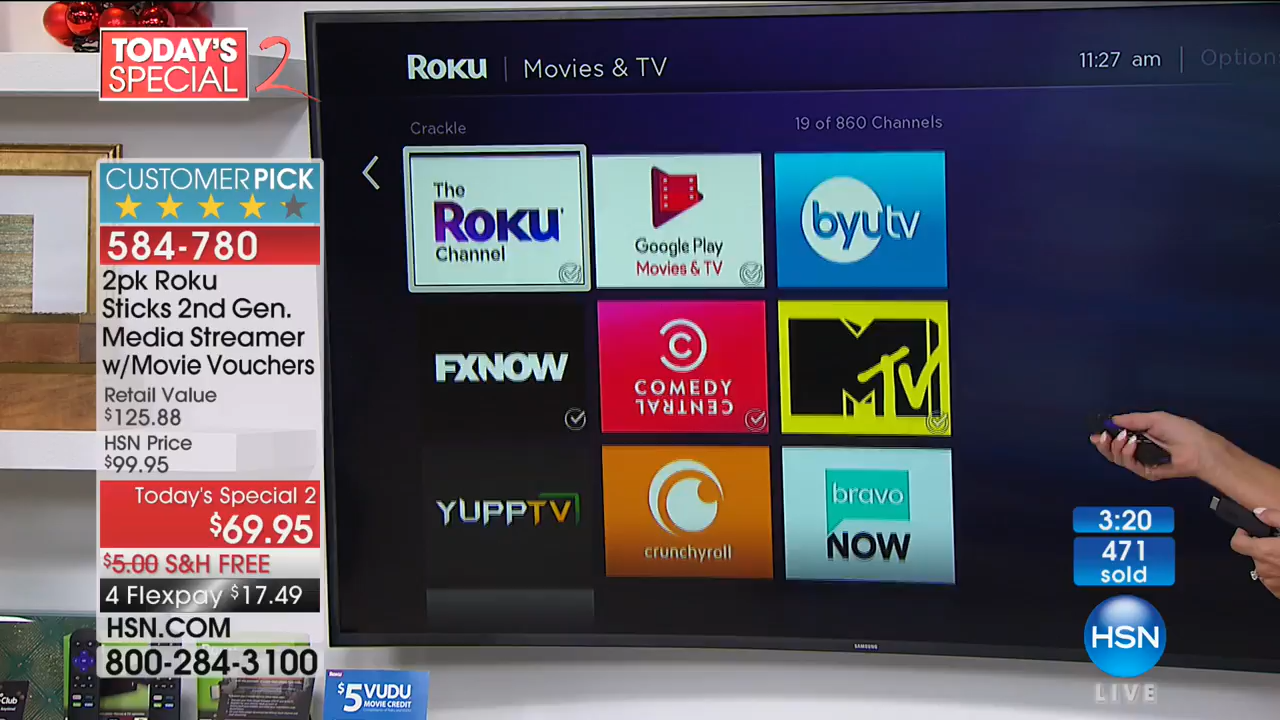 TODAY'S
SPECIAL 2
CUSTOMER PICK
584-780
2pk Roku
Sticks 2nd Gen.
Media Streamer
w/Movie Vouchers
Retail Value
$125.88
HSN Price
$99.95
Today's Special 2
$69.95
$5.00 S&H FREE
4 Flexpay $17.49
HSN.COM
800-284-3100
ROKU | Movies & TV
11:27 am | Option
Crackle
19 of 860 Channels
The
ROKU
Channel
Google Play
Movies & TV
byutv
FXNOW
COMEDY
CENTRAL
MTV
YUPPTV
crunchyroll
bravo
NOW
SAMSUNG
3:20
471
sold
HSN
LIVE
Roku
$5 VUDU
MOVIE CREDIT